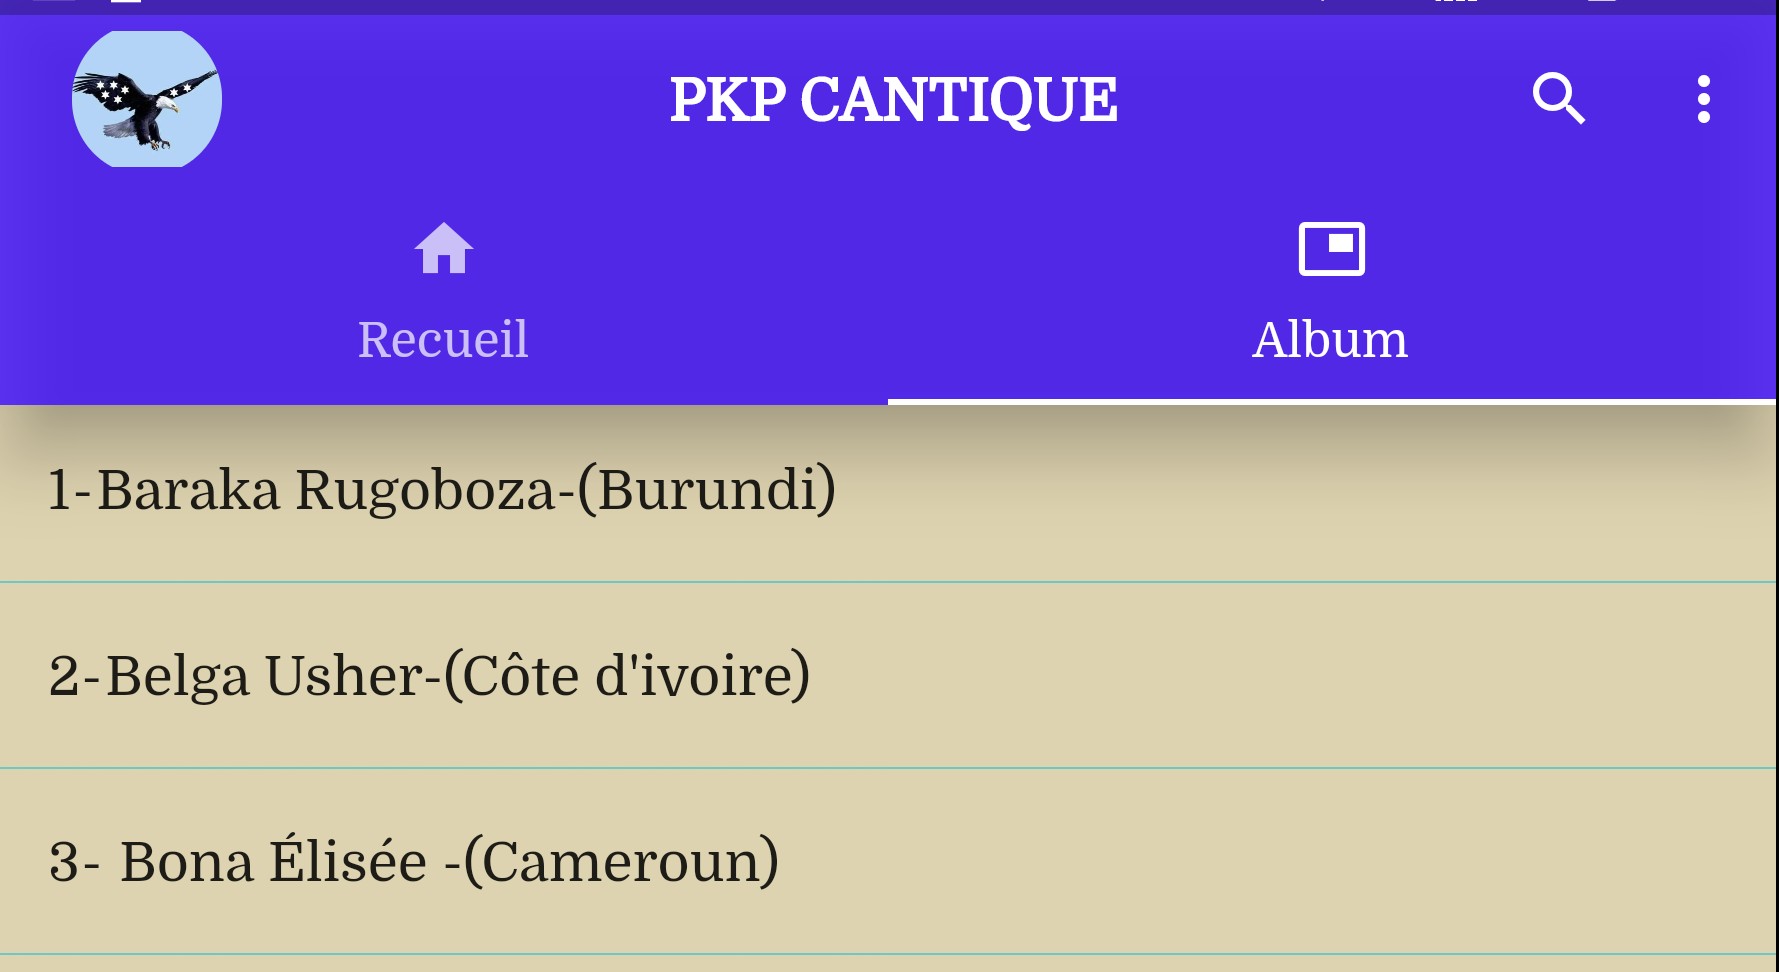 PKP CANTIQUE
Recueil
Album
1-Baraka Rugoboza-(Burundi)
2-Belga Usher-(Côte d'ivoire)
3- Bona Élisée -(Cameroun)